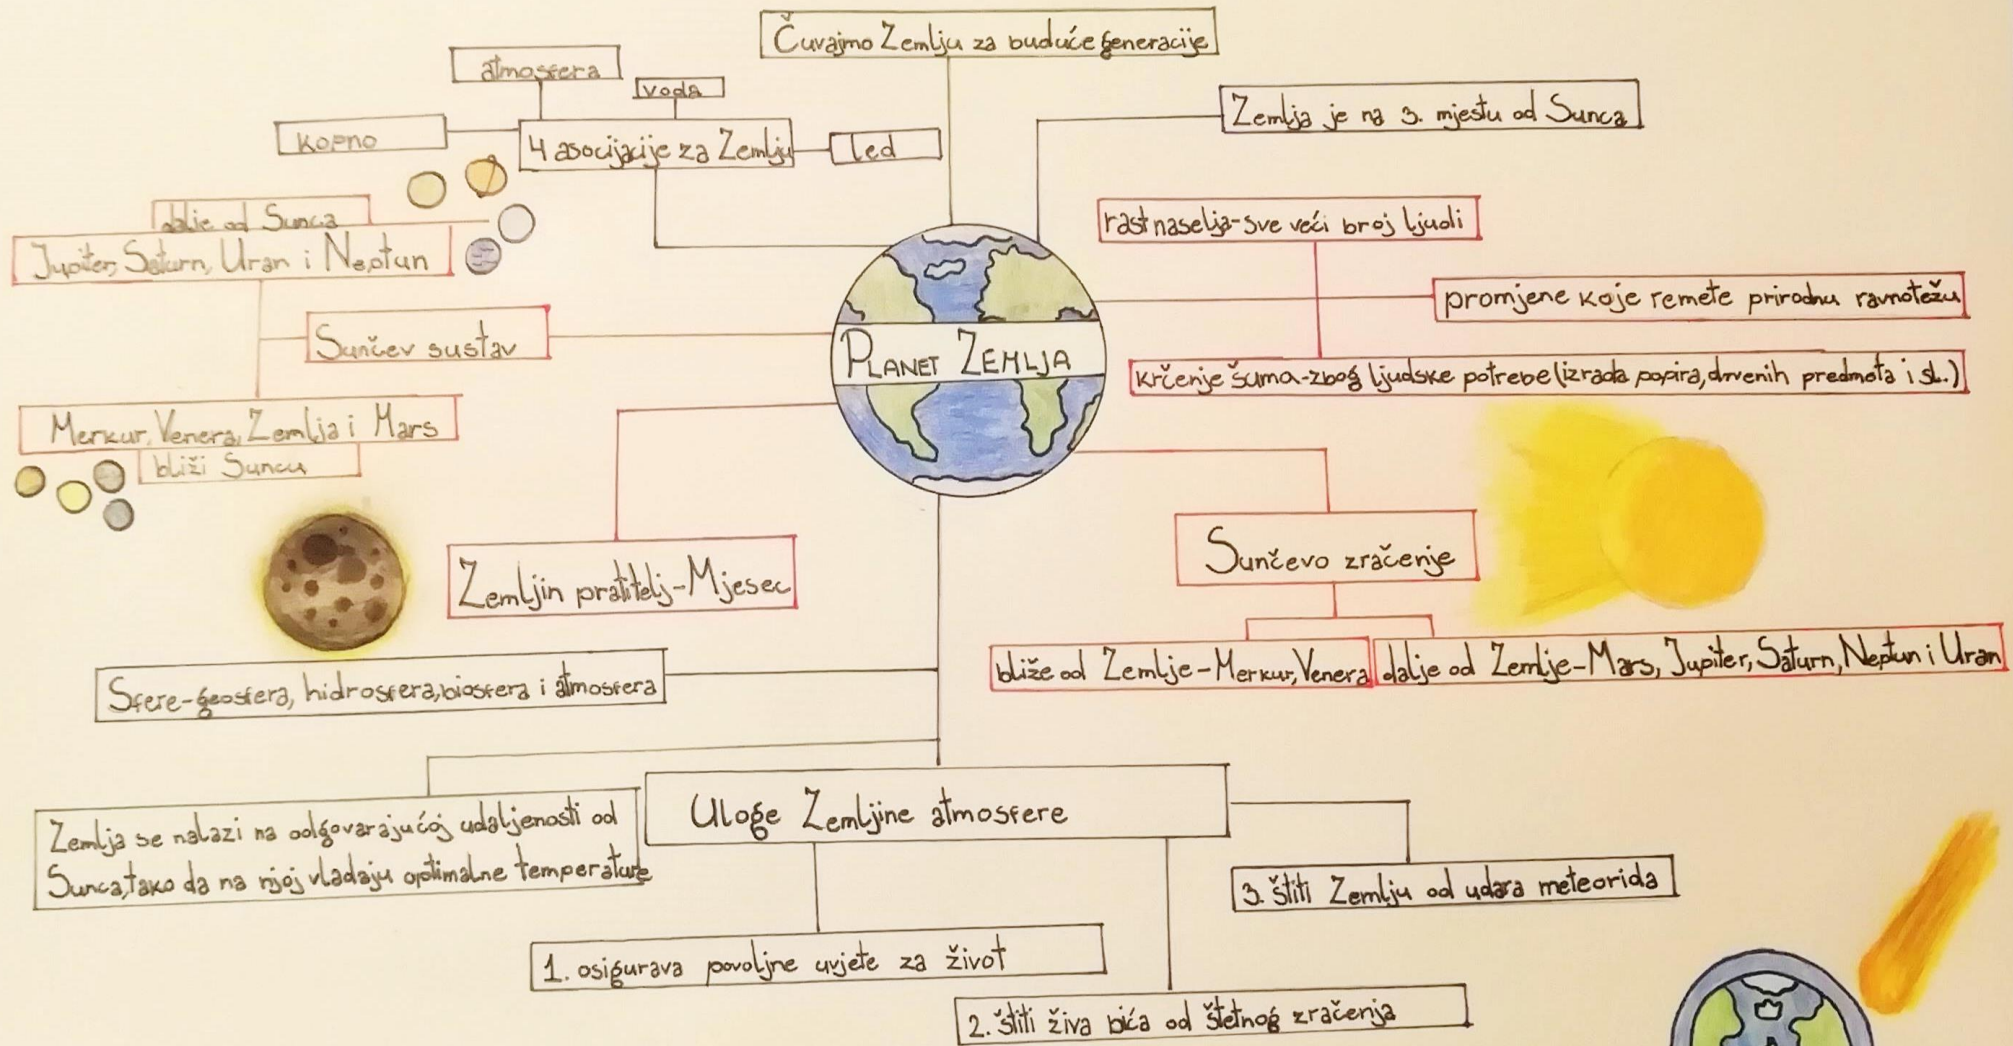 Čuvajmo Zemlju za buduće generacije
atmosfera
voda
kopno
4 asocijacije za Zemlju
led
Zemlja je na 3. mjestu od Sunca
dalje od Sunca
Jupiter, Saturn, Uran i Neptun
Sunčev sustav
Merkur, Venera, Zemlja i Mars
bliži Suncu
rast naselja-sve veći broj ljudi
promjene koje remete prirodnu ravnotežu
krčenje šuma-zbog ljudske potrebe (izrada papira, drvenih predmeta i sl.)
PLANET ZEMLJA
Zemljin pratitelj-Mjesec
Sunčevo zračenje
bliže od Zemlje-Merkur, Venera
dalje od Zemlje-Mars, Jupiter, Saturn, Neptun i Uran
Sfere-geosfera, hidrosfera, biosfera i atmosfera
Zemlja se nalazi na odgovarajućoj udaljenosti od
Sunca, tako da na njoj vladaju optimalne temperature
Uloge Zemljine atmosfere
1. osigurava povoljne uvjete za život
2. štiti živa bića od štetnog zračenja
3. štiti Zemlju od udara meteorida